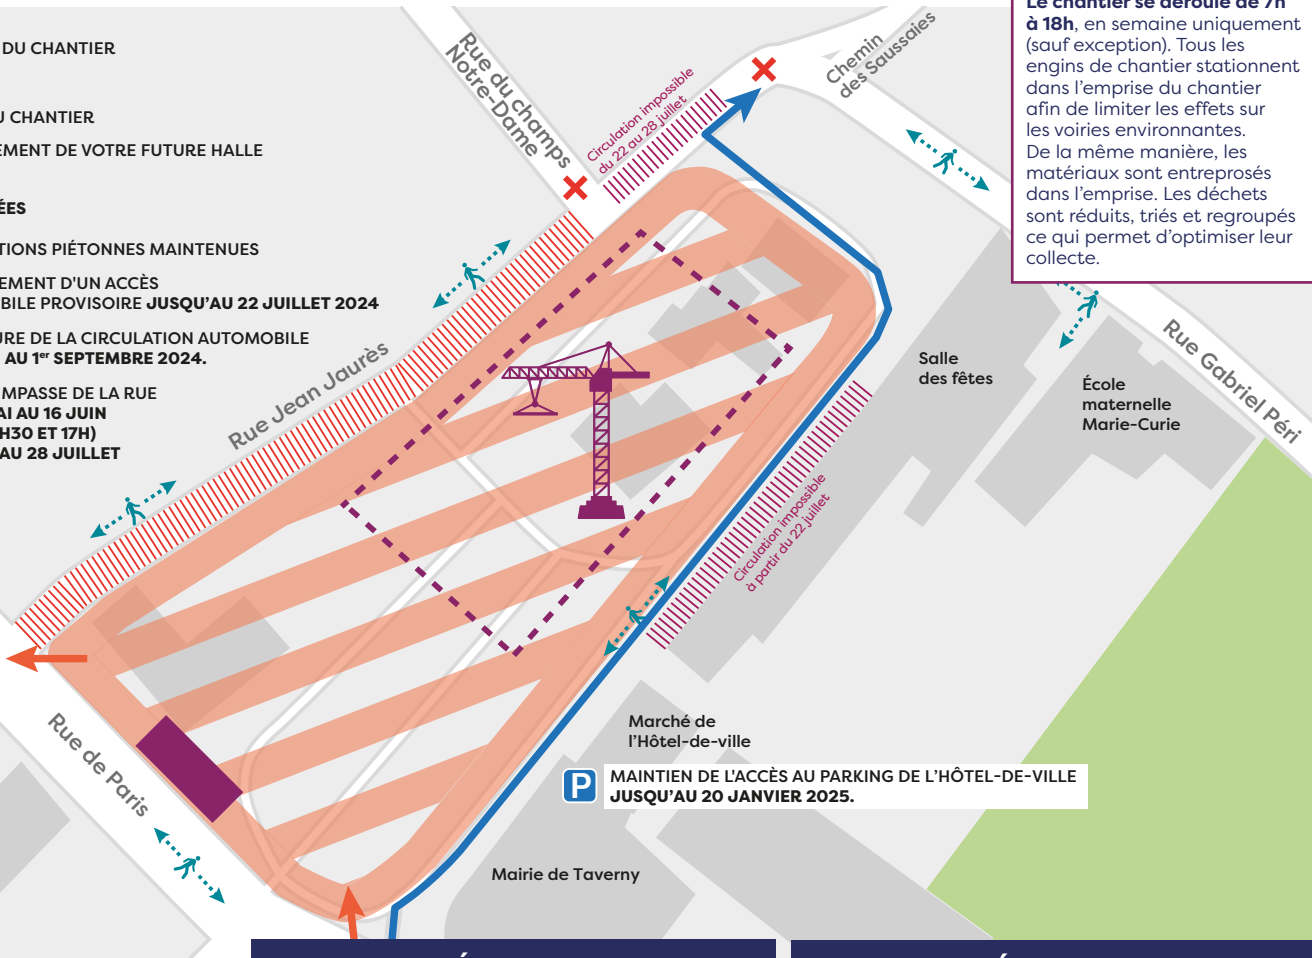 DU CHANTIER
U CHANTIER
EMENT DE VOTRE FUTURE HALLE
ÉES
TIONS PIÉTONNES MAINTENUES
EMENT D'UN ACCÈS
BILE PROVISOIRE JUSQU'AU 22 JUILLET 2024
URE DE LA CIRCULATION AUTOMOBILE
AU 1er SEPTEMBRE 2024.
MPASSE DE LA RUE
AI AU 16 JUIN
H30 ET 17H)
AU 28 JUILLET
Rue du champs
Notre-Dame
Circulation impossible
du 22 au 28 juillet
Chemin
des Saussaies
Le chantier se déroule de 7h
à 18h, en semaine uniquement
(sauf exception). Tous les
engins de chantier stationnent
dans l'emprise du chantier
afin de limiter les effets sur
les voiries environnantes.
De la même manière, les
matériaux sont entreprosés
dans l'emprise. Les déchets
sont réduits, triés et regroupés
ce qui permet d'optimiser leur
collecte.
Rue Jean Jaurès
Salle
des fêtes
École
maternelle
Marie-Curie
Rue Gabriel Péri
Circulation impossible
à partir du 22 juillet
Rue de Paris
Marché de
l'Hôtel-de-ville
P
MAINTIEN DE L'ACCÈS AU PARKING DE L'HÔTEL-DE-VILLE
JUSQU'AU 20 JANVIER 2025.
Mairie de Taverny